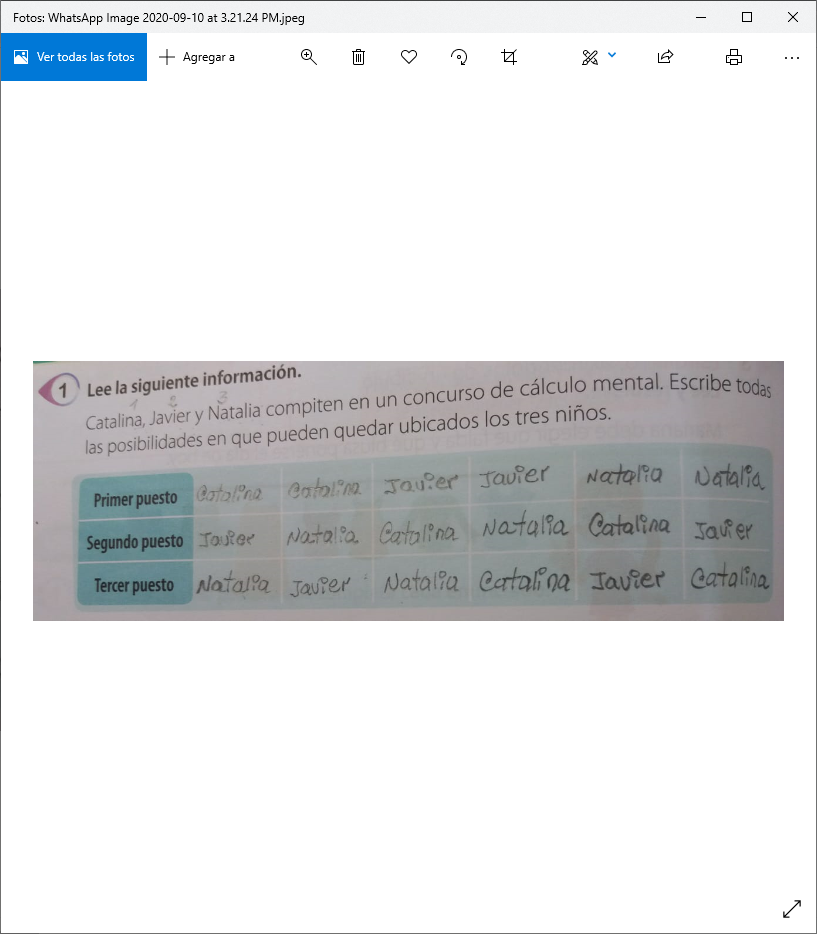 Fotos: WhatsApp Image 2020-09-10 at 3.21.24 PM.jpeg
Ver todas las fotos Agregar a
1 Lee la siguiente información.
1 2 3
Catalina, Javier y Natalia compiten en un concurso de cálculo mental. Escribe todas
las posibilidades en que pueden quedar ubicados los tres niños.
Primer puesto Catalina Catalina Javier Javier Natalia Natalia
Segundo puesto Javier Natalia Catalina Natalia Catalina Javier
Tercer puesto Natalia Javier Natalia Catalina Javier Catalina